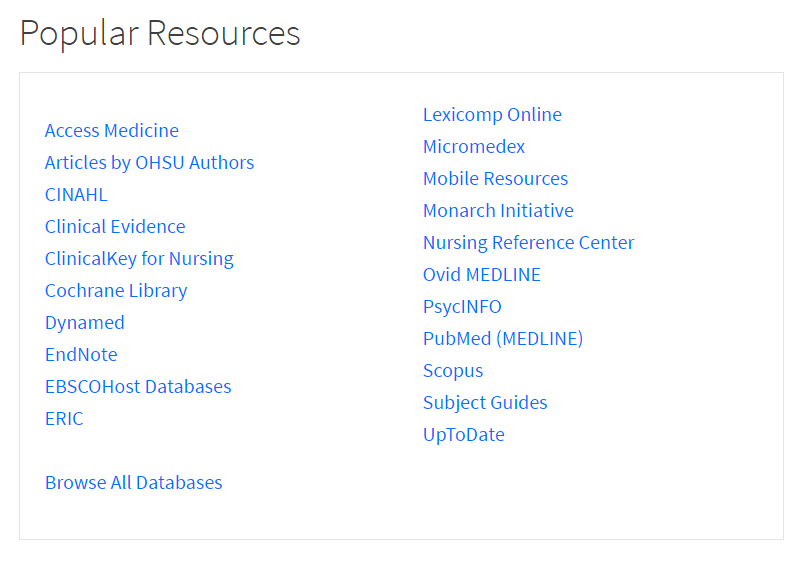 Popular Resources
Access Medicine
Articles by OHSU Authors
CINAHL
Clinical Evidence
ClinicalKey for Nursing
Cochrane Library
Dynamed
EndNote
EBSCOHost Databases
ERIC
Browse All Databases
Lexicomp Online
Micromedex
Mobile Resources
Monarch Initiative
Nursing Reference Center
Ovid MEDLINE
PsycINFO
PubMed (MEDLINE)
Scopus
Subject Guides
UpToDate